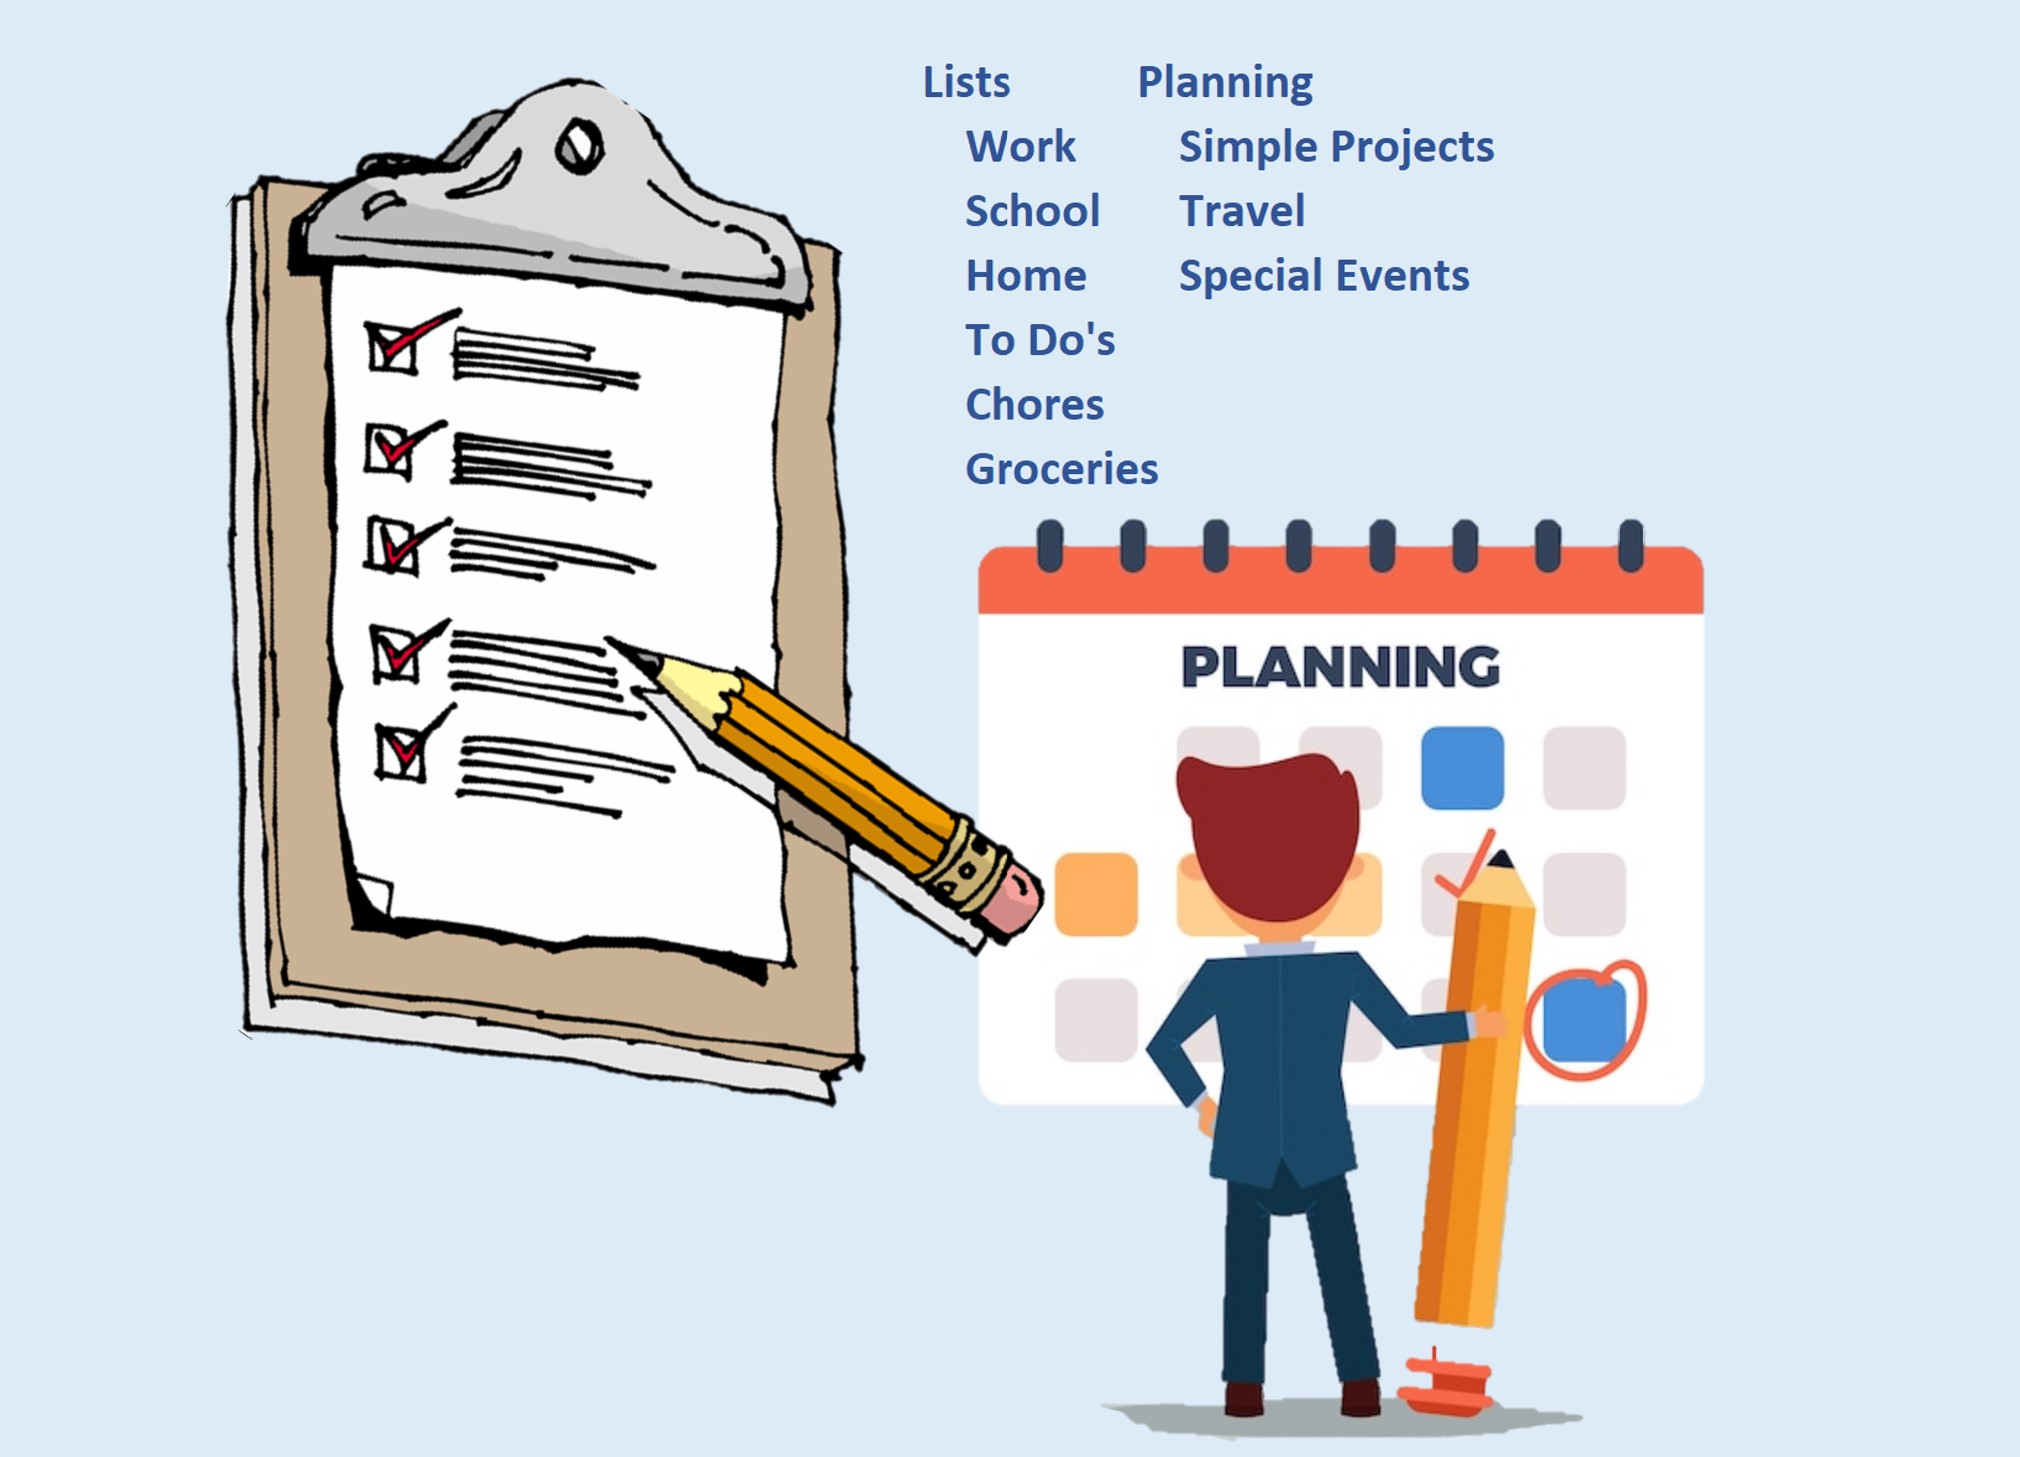 Lists
Work
School
Home
To Do's
Chores
Groceries
Planning
Simple Projects
Travel
Special Events
PLANNING